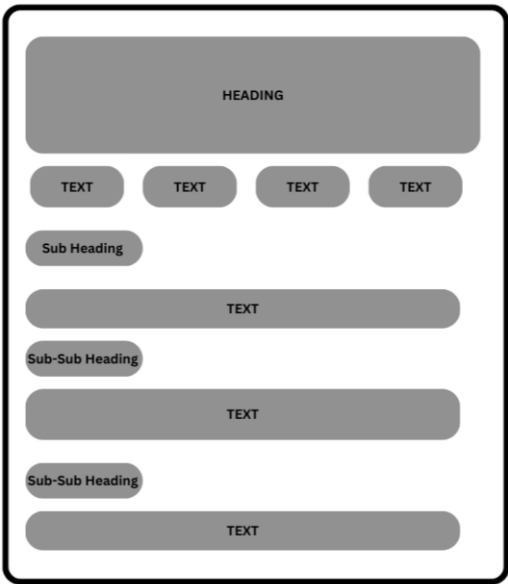 HEADING
TEXT TEXT TEXT TEXT
Sub Heading
TEXT
Sub-Sub Heading
TEXT
Sub-Sub Heading
TEXT